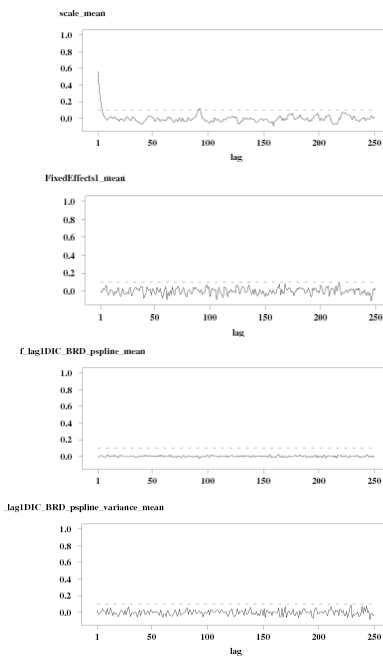 scale_mean
1.0
0.8
0.6
0.4
0.2
0.0
1 50 100 150 200 250
lag
FixedEffects1_mean
1.0
0.8
0.6
0.4
0.2
0.0
1 50 100 150 200 250
lag
f_lag1DIC_BRD_pspline_mean
1.0
0.8
0.6
0.4
0.2
0.0
1 50 100 150 200 250
_lag1DIC_BRD_pspline_variance_mean
1.0
0.8
0.6
0.4
0.2
0.0
1 50 100 150 200 250
lag